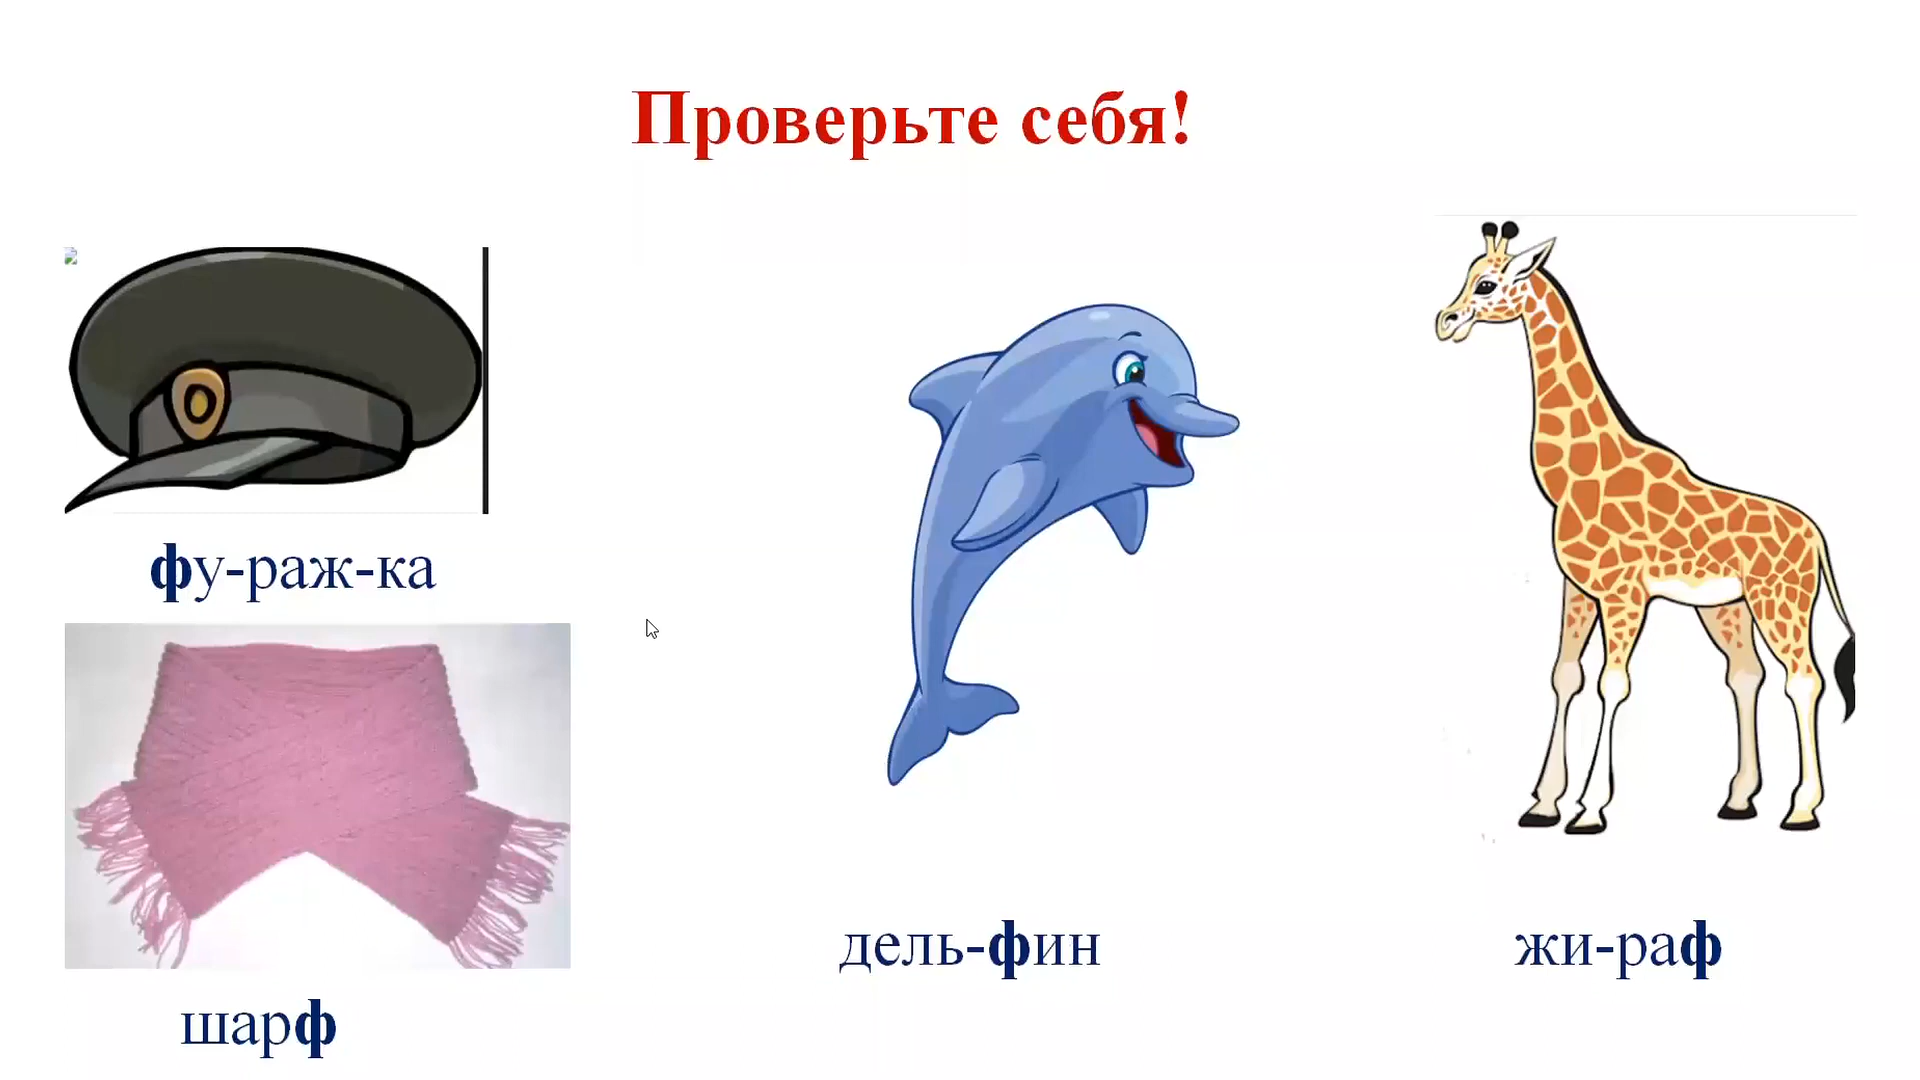 Проверьте себя!
фу-раж-ка
шарф
дель-фин
жи-раф